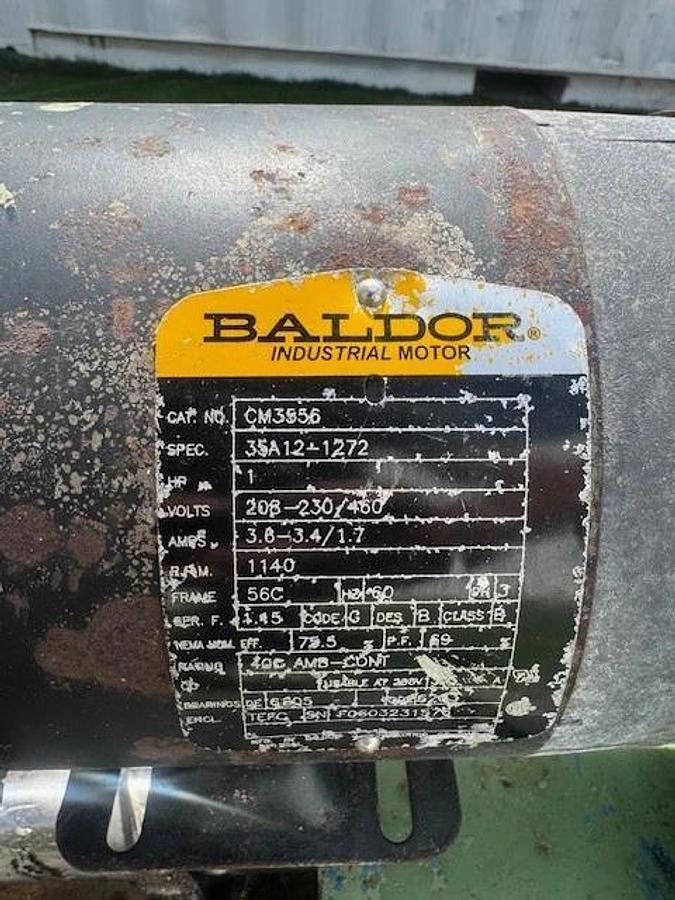 BALDOR®
INDUSTRIAL MOTOR
CAT. NO. CM3556
SPEC. 35A12-1272
HP 1
VOLTS 208-230/460
AMPS 3.6-3.4/1.7
R.P.M. 1140
FRAME 56C HZ 60 PH 3
SER. F. 1.15 CODE G DES B CLASS B
NEMA NOM. EFF. 75.5 % P.F. 69 %
RATING 40C AMB-CONT
USABLE AT 208V A
BEARINGS DE 6205
ENCL. TEFC SN